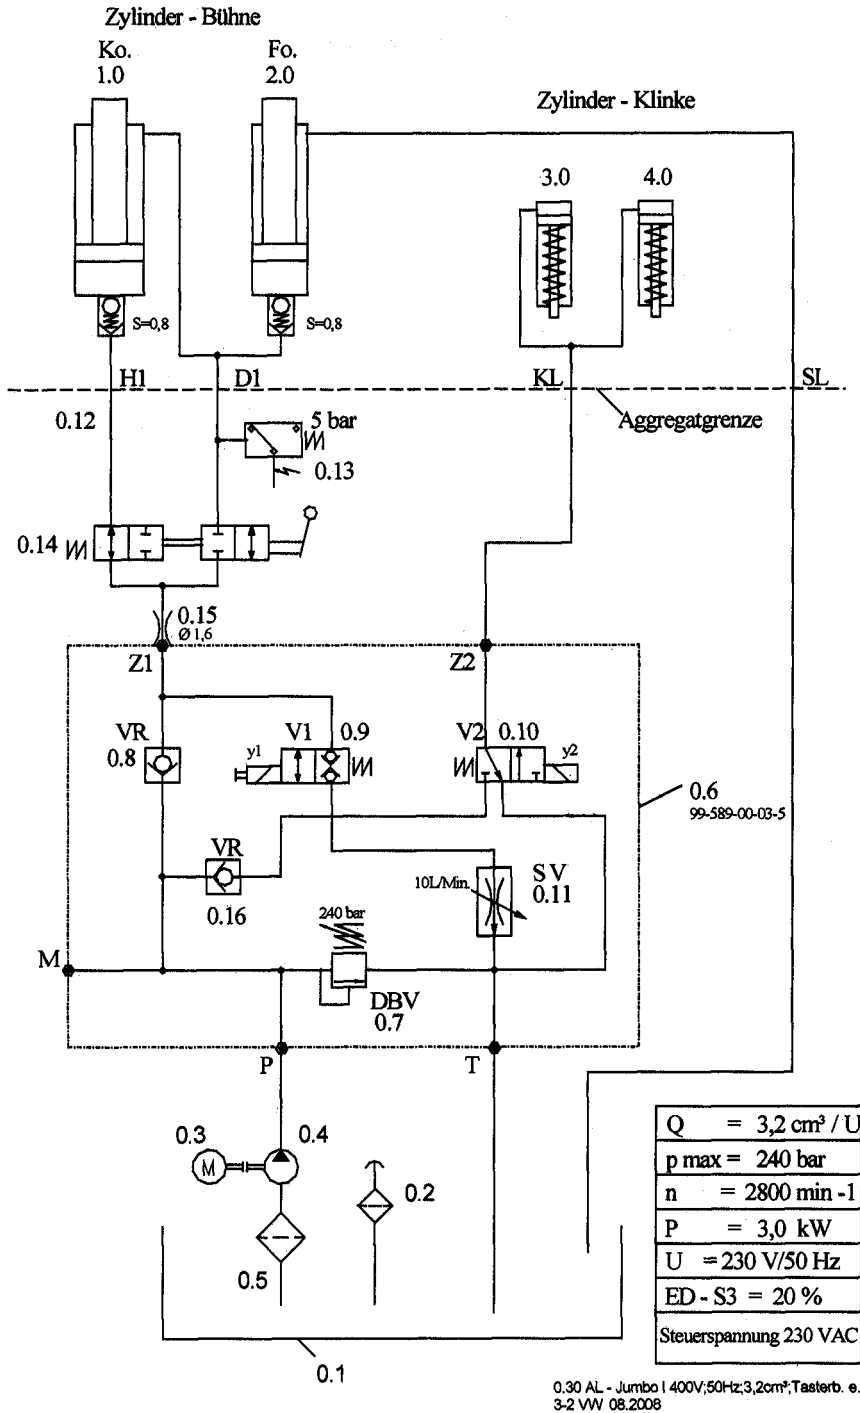 Zylinder - Bühne
Ko.
1.0
Fo.
2.0
Zylinder - Klinke
3.0
4.0
S=0,8
S=0,8
H1
D1
KL
SL
Aggregatgrenze
0.12
5 bar
0.13
0.14
0.15
Ø 1,6
Z1
Z2
VR
0.8
V1
0.9
y1
V2
0.10
y2
0.6
99-589-00-03-5
VR
0.16
10L/Min.
SV
0.11
240 bar
M
DBV
0.7
P
T
0.3
0.4
M
0.2
0.5
0.1
Q = 3,2 cm³ / U
p max = 240 bar
n = 2800 min -1
P = 3,0 kW
U = 230 V/50 Hz
ED - S3 = 20 %
Steuerspannung 230 VAC
0.30 AL - Jumbo I 400V;50Hz;3,2cm³;Tasterb. e.
3-2 VW 08.2008